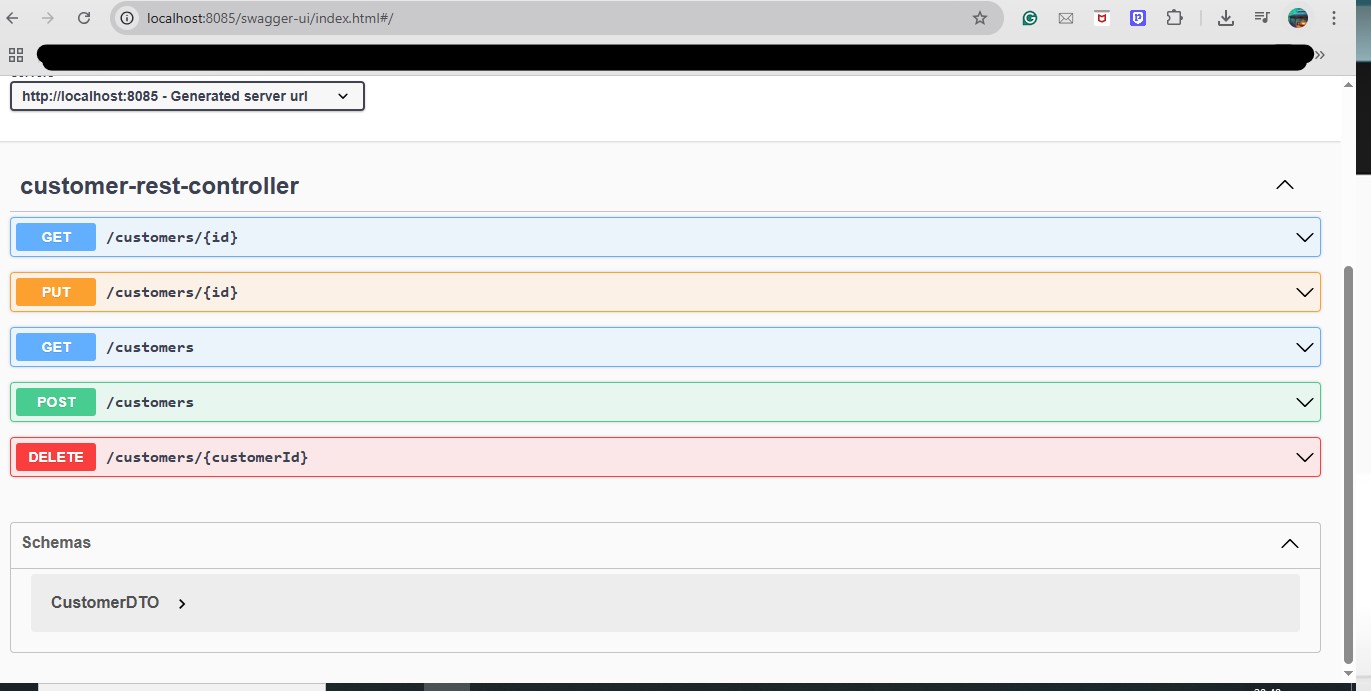 localhost:8085/swagger-ui/index.html#/
http://localhost:8085 - Generated server url
customer-rest-controller
GET /customers/{id}
PUT /customers/{id}
GET /customers
POST /customers
DELETE /customers/{customerId}
Schemas
CustomerDTO